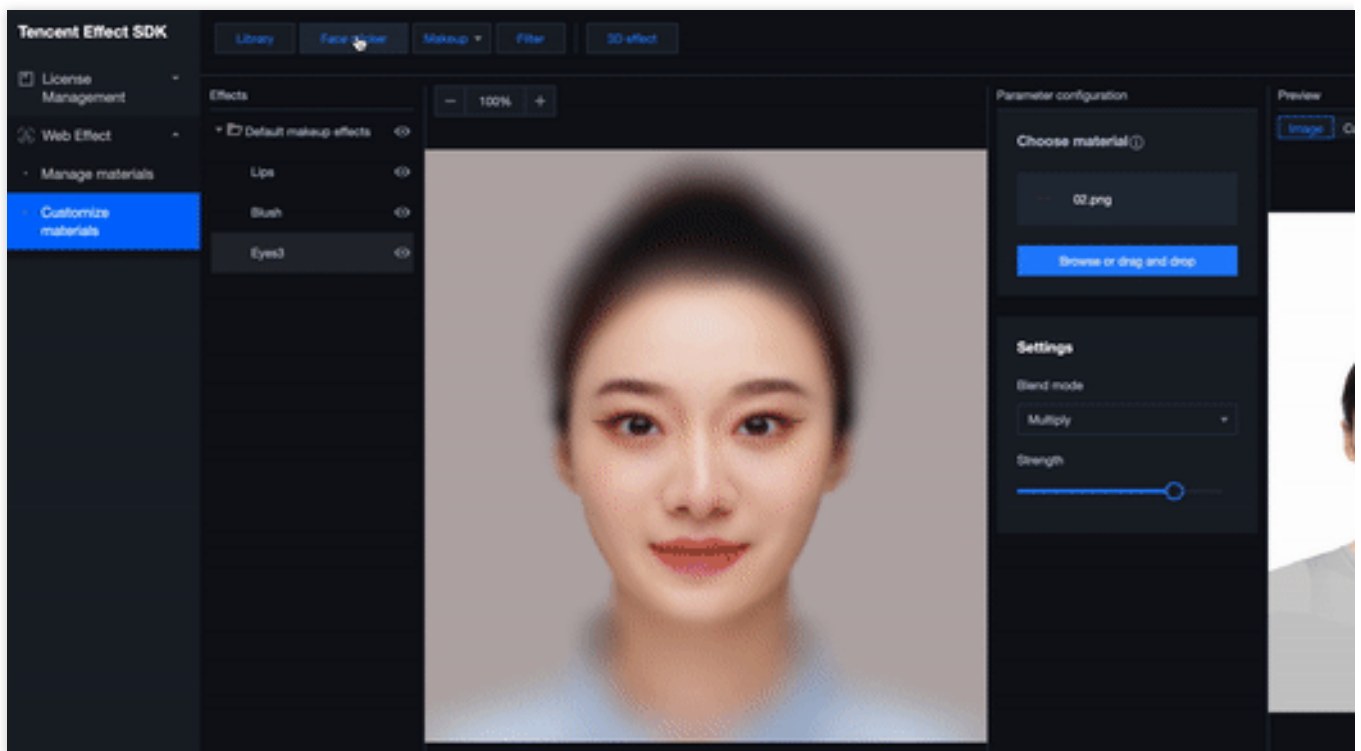 Tencent Effect SDK
License
Management
Web Effect
Manage materials
Customize
materials
Library
Face sticker
Makeup
Filter
3D effect
Effects
Default makeup effects
Lips
Blush
Eyes3
100%
Parameter configuration
Choose material
02.png
Browse or drag and drop
Settings
Blend mode
Multiply
Strength
Preview
Image